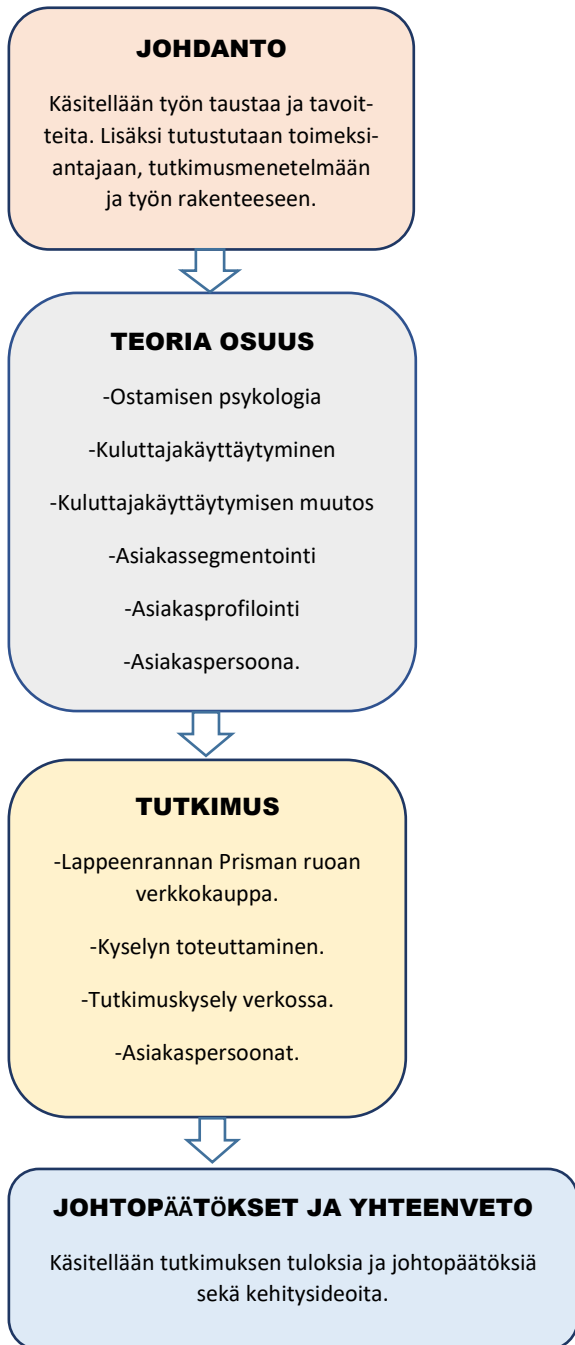 JOHDANTO
Käsitellään työn taustaa ja tavoit-
teita. Lisäksi tutustutaan toimeksi-
antajaan, tutkimusmenetelmään
ja työn rakenteeseen.
TEORIA OSUUS
-Ostamisen psykologia
-Kuluttajakäyttäytyminen
-Kuluttajakäyttäytymisen muutos
-Asiakassegmentointi
-Asiakasprofilointi
-Asiakaspersoona.
TUTKIMUS
-Lappeenrannan Prisman ruoan
verkkokauppa.
-Kyselyn toteuttaminen.
-Tutkimuskysely verkossa.
-Asiakaspersoonat.
JOHTOPÄÄTÖKSET JA YHTEENVETO
Käsitellään tutkimuksen tuloksia ja johtopäätöksiä
sekä kehitysideoita.